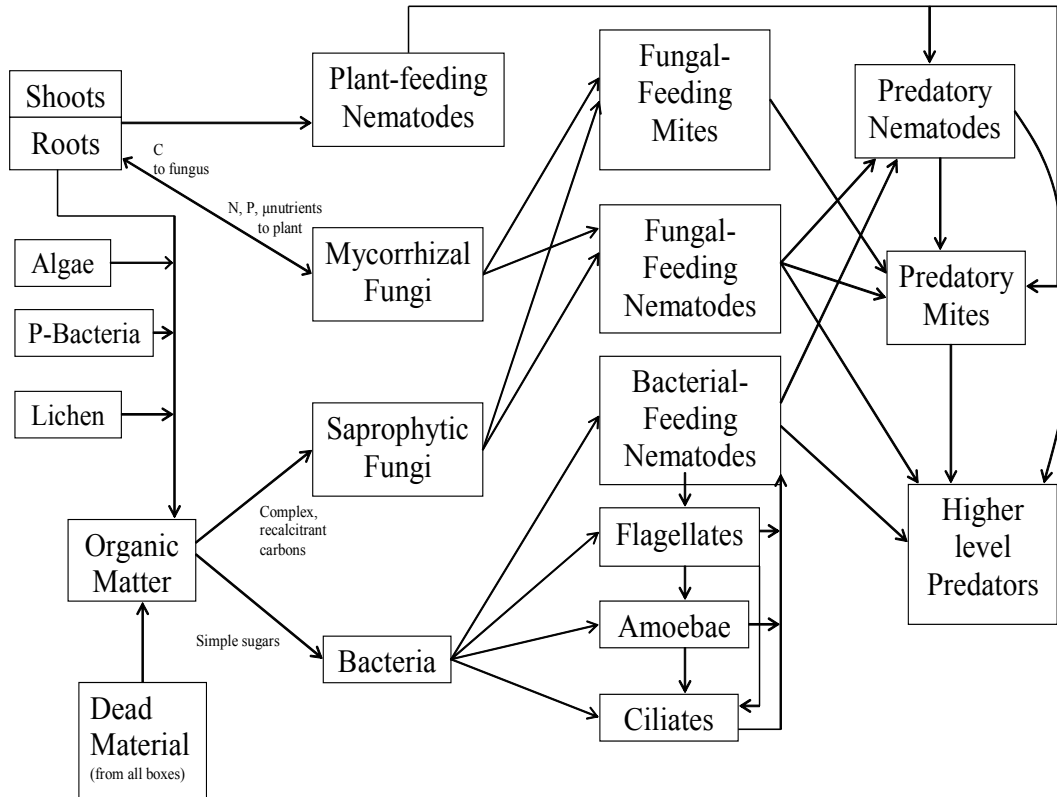 Shoots
Roots
Plant-feeding
Nematodes
Fungal-
Feeding
Mites
Predatory
Nematodes
C
to fungus
N, P, µnutrients
to plant
Algae
Mycorrhizal
Fungi
Fungal-
Feeding
Nematodes
Predatory
Mites
P-Bacteria
Lichen
Saprophytic
Fungi
Bacterial-
Feeding
Nematodes
Complex,
recalcitrant
carbons
Organic
Matter
Flagellates
Higher
level
Predators
Simple sugars
Bacteria
Amoebae
Ciliates
Dead
Material
(from all boxes)